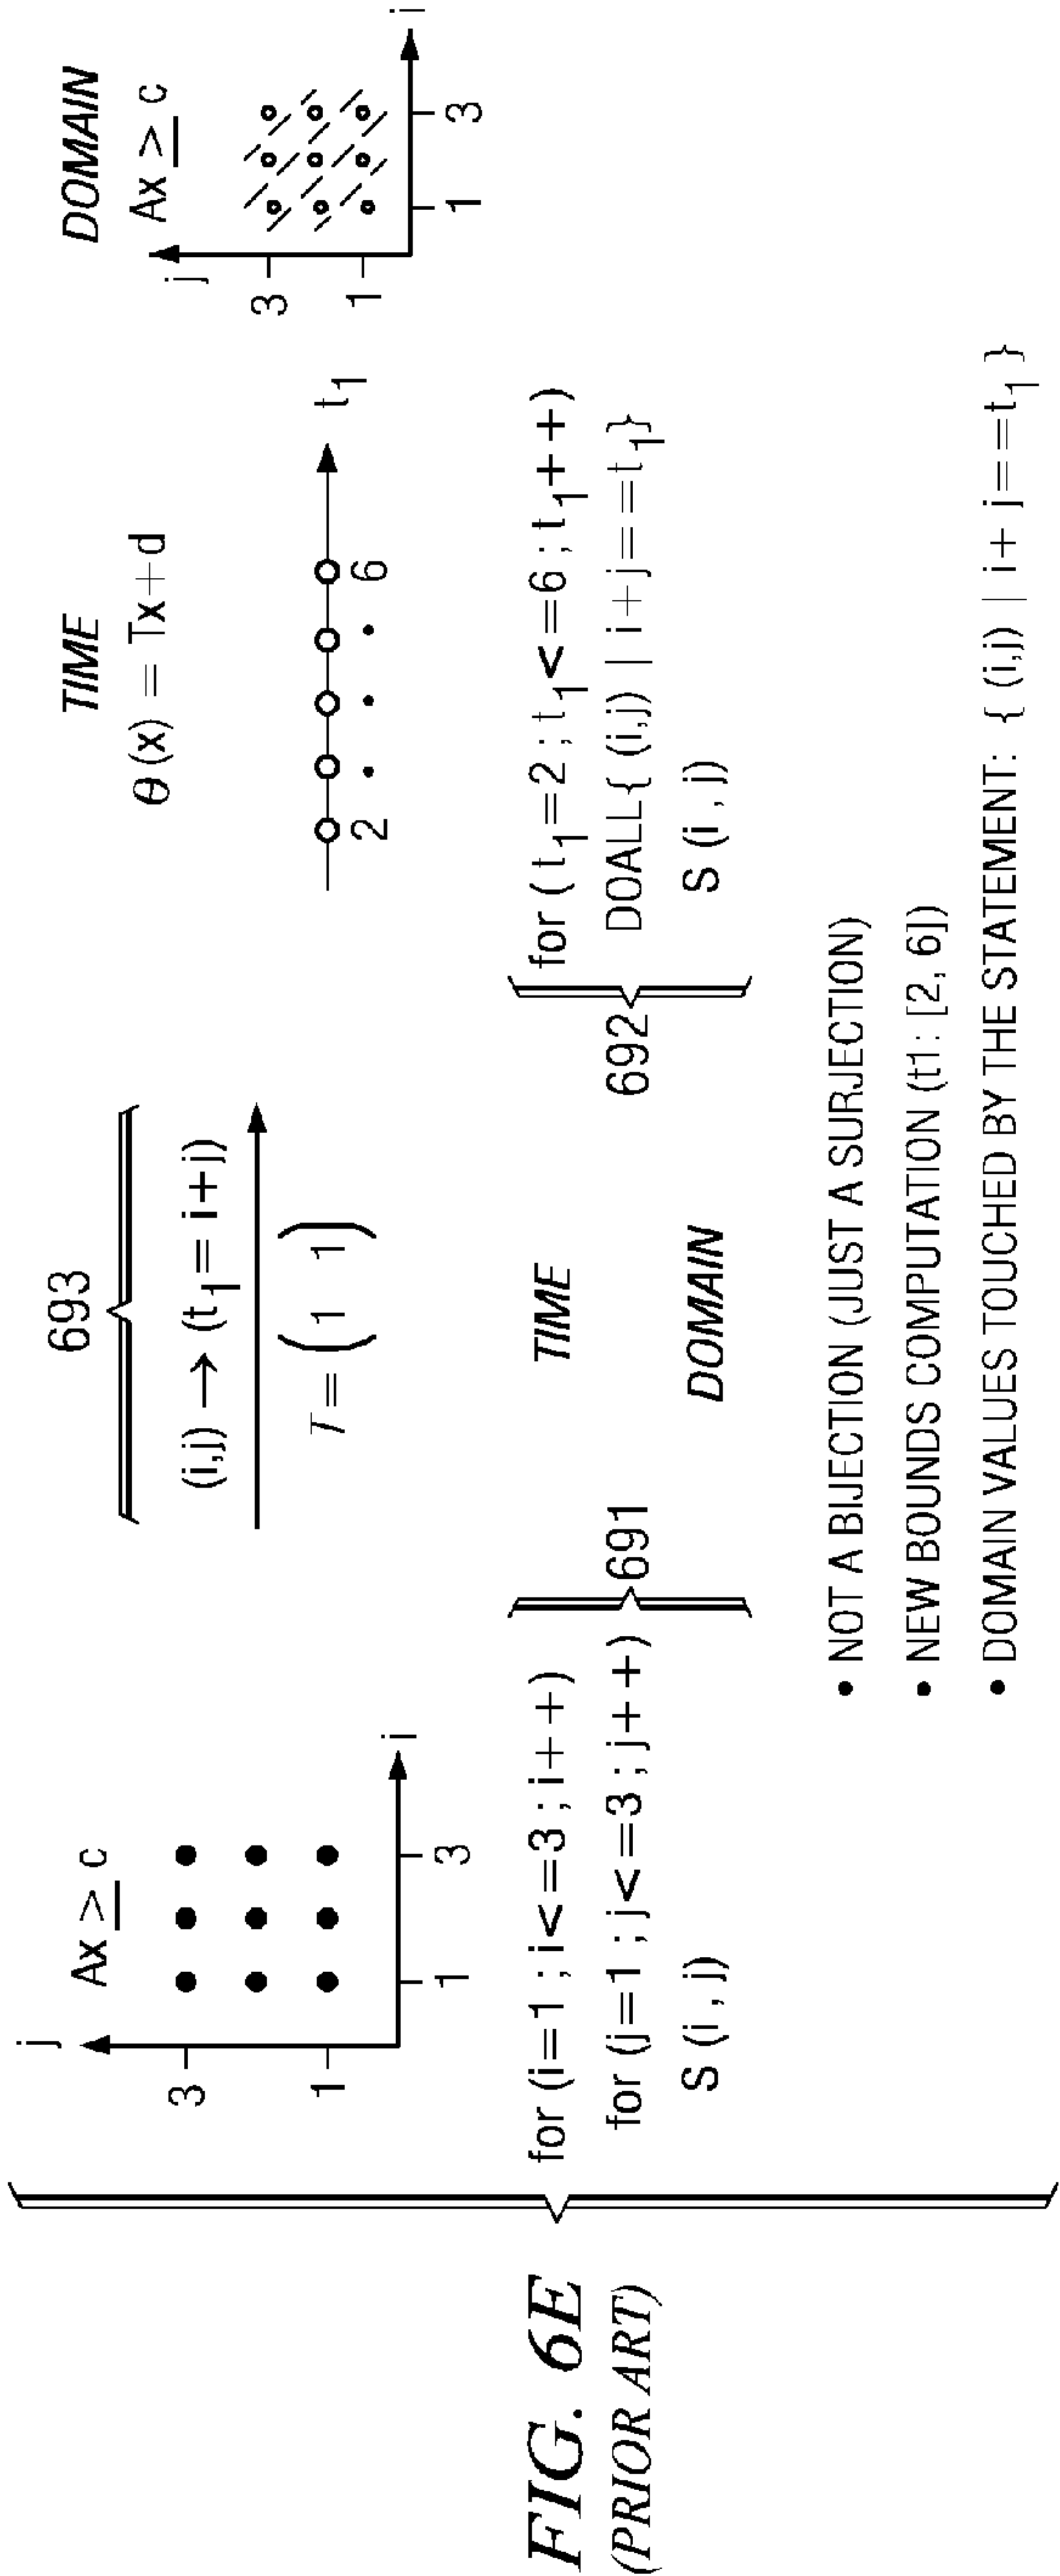 FIG. 6E
(PRIOR ART)
j
3
1
Ax ≥ c
1
3
i
for (i=1 ; i<=3 ; i++)
for (j=1 ; j<=3 ; j++)
S (i , j)
691
693
(i,j) → (t1 = i+j)
T = ( 1 1 )
TIME
DOMAIN
TIME
θ (x) = Tx+d
2 • • • 6
t1
692
for ( t1=2 ; t1 <=6 ; t1++)
DOALL{ (i,j) | i+j==t1}
S (i , j)
DOMAIN
Ax ≥ c
j
3
1
1
3
i
• NOT A BIJECTION (JUST A SURJECTION)
• NEW BOUNDS COMPUTATION (t1: [2, 6])
• DOMAIN VALUES TOUCHED BY THE STATEMENT: { (i,j) | i+ j==t1 }